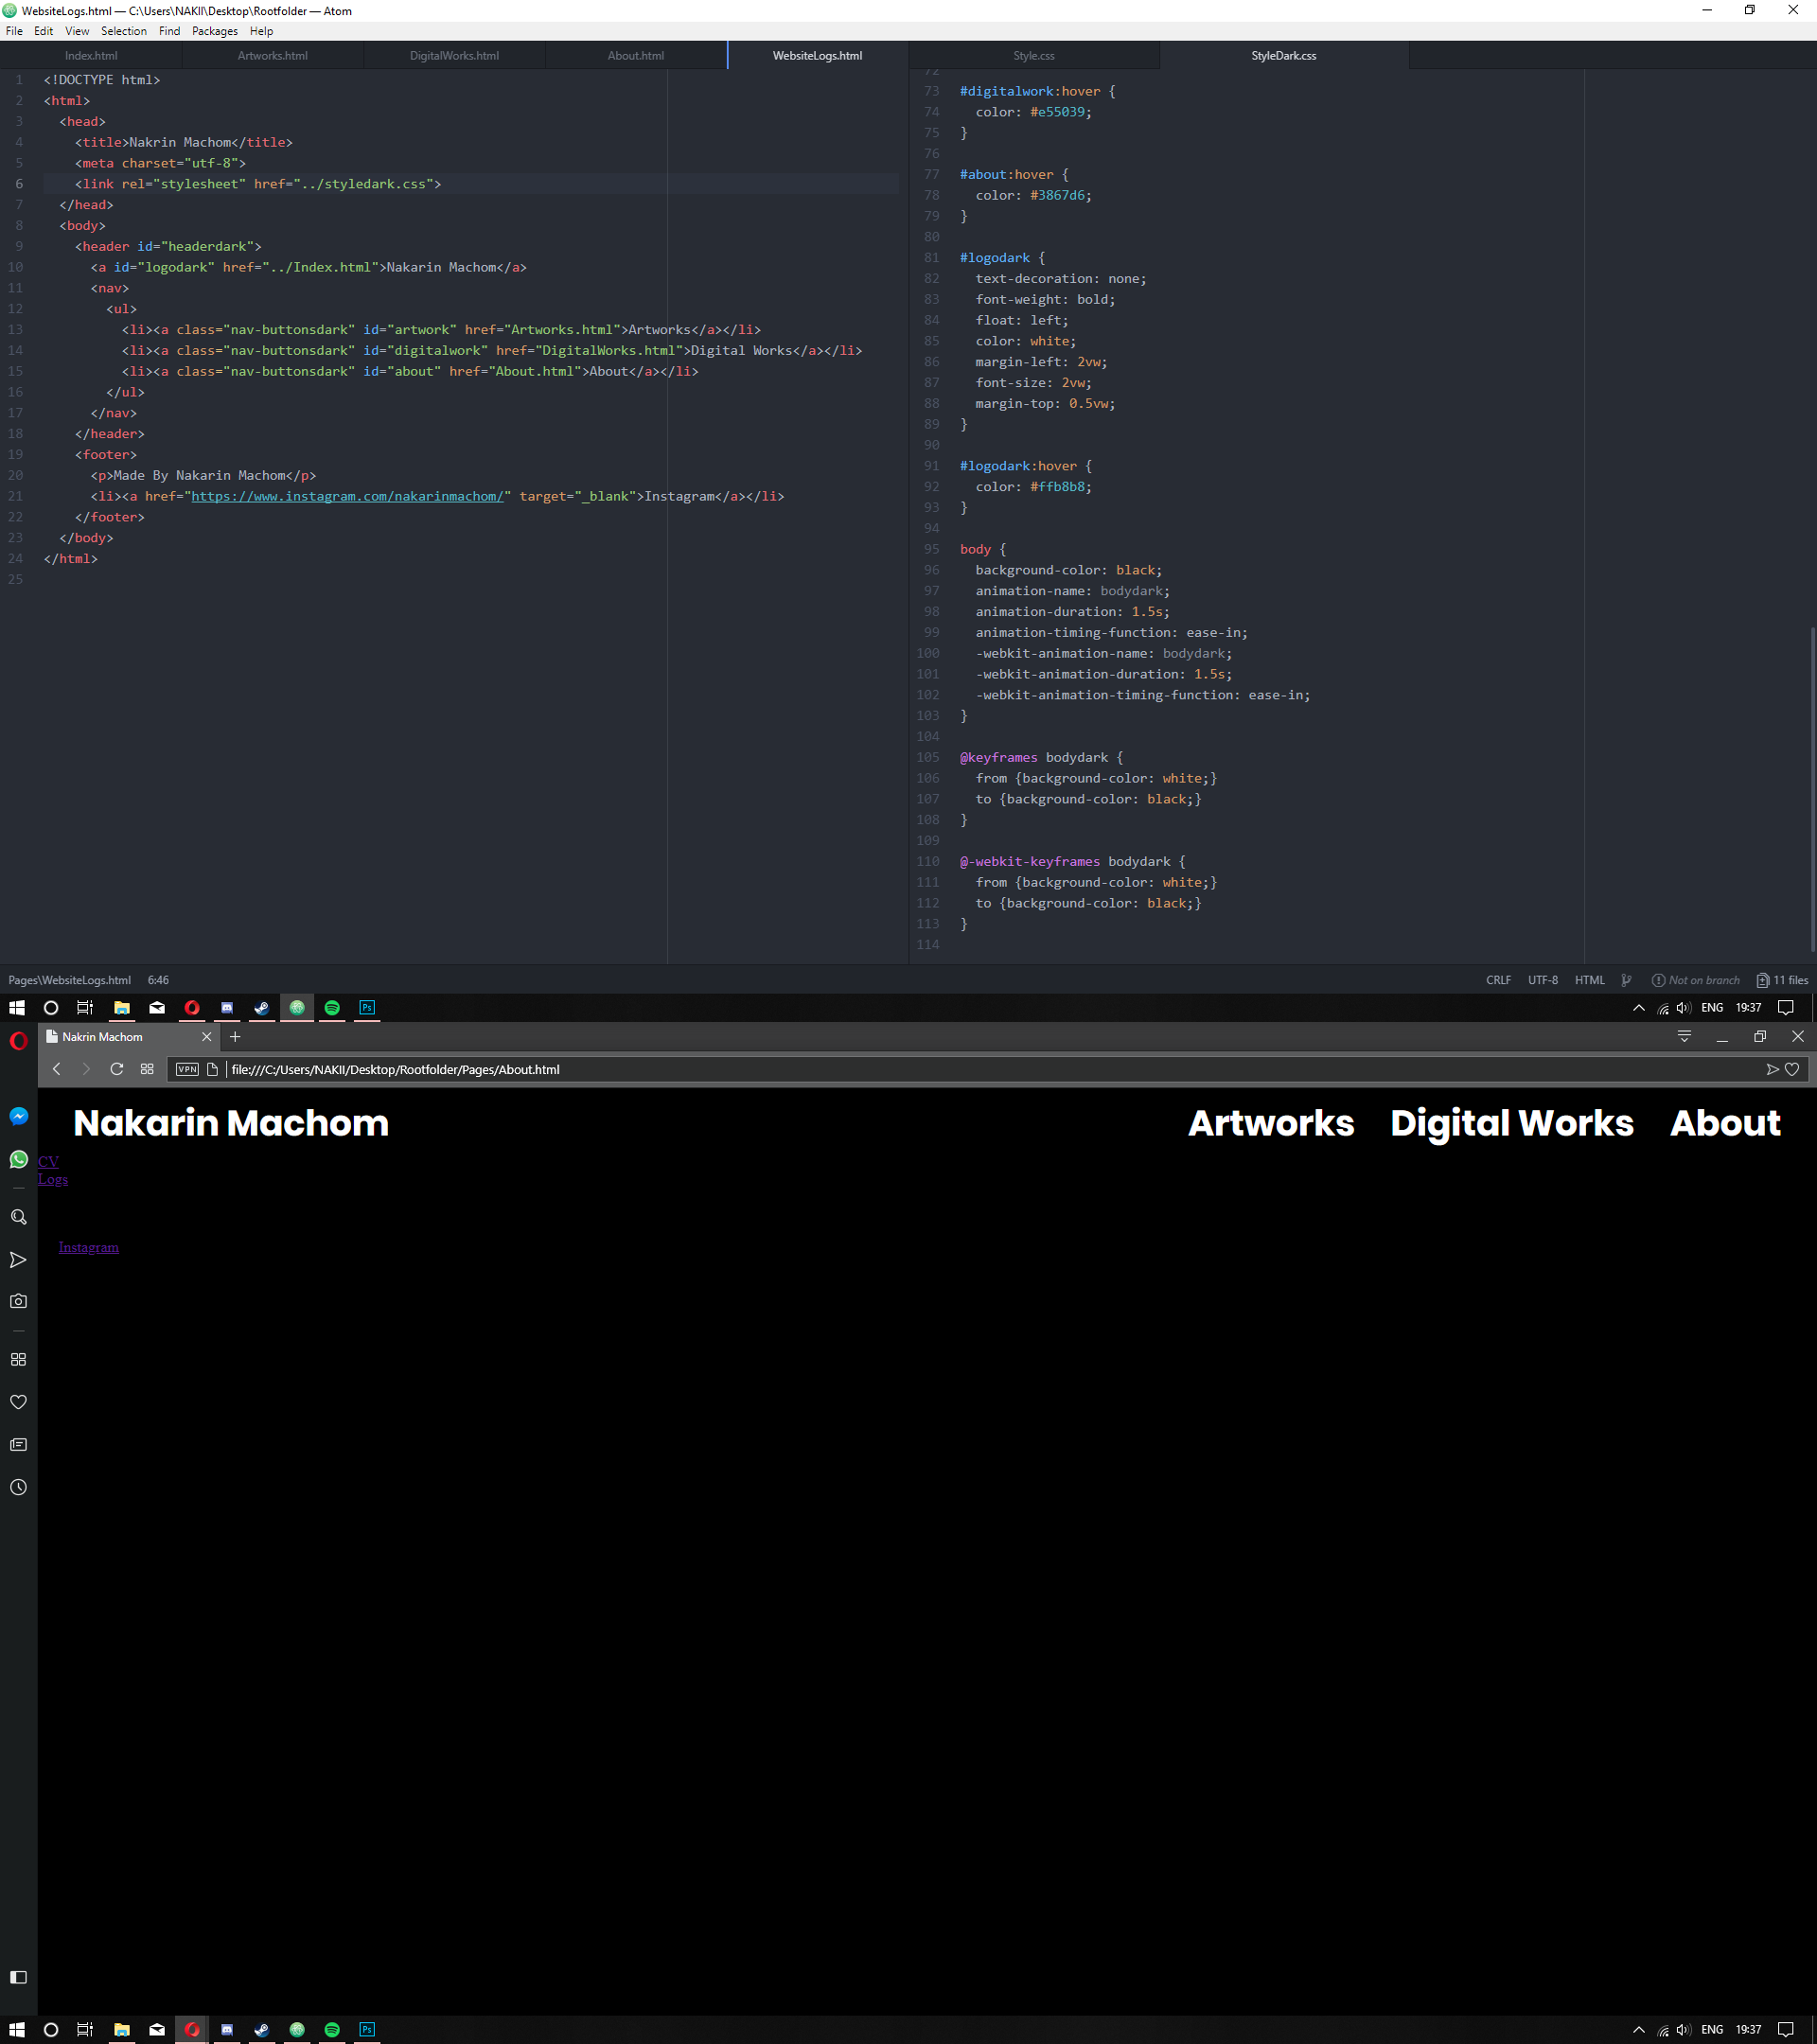 WebsiteLogs.html — C:\Users\NAKII\Desktop\Rootfolder — Atom
File Edit View Selection Find Packages Help
Index.html Artworks.html DigitalWorks.html About.html WebsiteLogs.html Style.css StyleDark.css
1 <!DOCTYPE html>
2 <html>
3 <head>
4 <title>Nakrin Machom</title>
5 <meta charset="utf-8">
6 <link rel="stylesheet" href="../styledark.css">
7 </head>
8 <body>
9 <header id="headerdark">
10 <a id="logodark" href="../Index.html">Nakarin Machom</a>
11 <nav>
12 <ul>
13 <li><a class="nav-buttonsdark" id="artwork" href="Artworks.html">Artworks</a></li>
14 <li><a class="nav-buttonsdark" id="digitalwork" href="DigitalWorks.html">Digital Works</a></li>
15 <li><a class="nav-buttonsdark" id="about" href="About.html">About</a></li>
16 </ul>
17 </nav>
18 </header>
19 <footer>
20 <p>Made By Nakarin Machom</p>
21 <li><a href="https://www.instagram.com/nakarinmachom/" target="_blank">Instagram</a></li>
22 </footer>
23 </body>
24 </html>
25
72
73 #digitalwork:hover {
74 color: #e55039;
75 }
76
77 #about:hover {
78 color: #3867d6;
79 }
80
81 #logodark {
82 text-decoration: none;
83 font-weight: bold;
84 float: left;
85 color: white;
86 margin-left: 2vw;
87 font-size: 2vw;
88 margin-top: 0.5vw;
89 }
90
91 #logodark:hover {
92 color: #ffb8b8;
93 }
94
95 body {
96 background-color: black;
97 animation-name: bodydark;
98 animation-duration: 1.5s;
99 animation-timing-function: ease-in;
100 -webkit-animation-name: bodydark;
101 -webkit-animation-duration: 1.5s;
102 -webkit-animation-timing-function: ease-in;
103 }
104
105 @keyframes bodydark {
106 from {background-color: white;}
107 to {background-color: black;}
108 }
109
110 @-webkit-keyframes bodydark {
111 from {background-color: white;}
112 to {background-color: black;}
113 }
114
Pages\WebsiteLogs.html 6:46 CRLF UTF-8 HTML Not on branch 11 files
Ps ENG 19:37
Nakrin Machom
VPN file:///C:/Users/NAKII/Desktop/Rootfolder/Pages/About.html
Nakarin Machom Artworks Digital Works About
CV
Logs
Instagram
Ps ENG 19:37